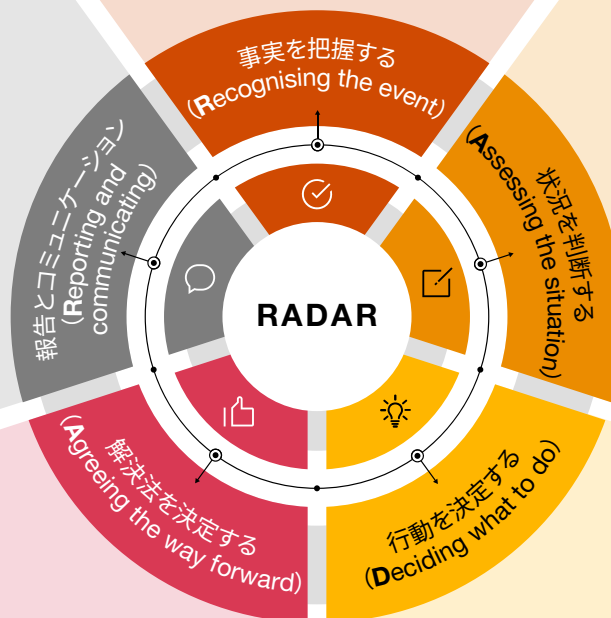 事実を把握する
(Recognising the event)
状況を判断する
(Assessing the situation)
行動を決定する
(Deciding what to do)
解決法を決定する
(Agreeing the way forward)
報告とコミュニケーション
(Reporting and
communicating)
RADAR